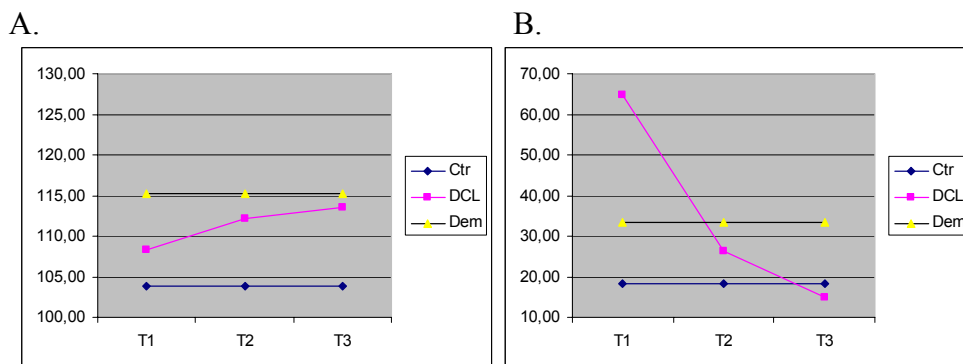 A.
130,00
125,00
120,00
115,00
110,00
105,00
100,00
T1 T2 T3
Ctr
DCL
Dem
B.
70,00
60,00
50,00
40,00
30,00
20,00
10,00
T1 T2 T3
Ctr
DCL
Dem